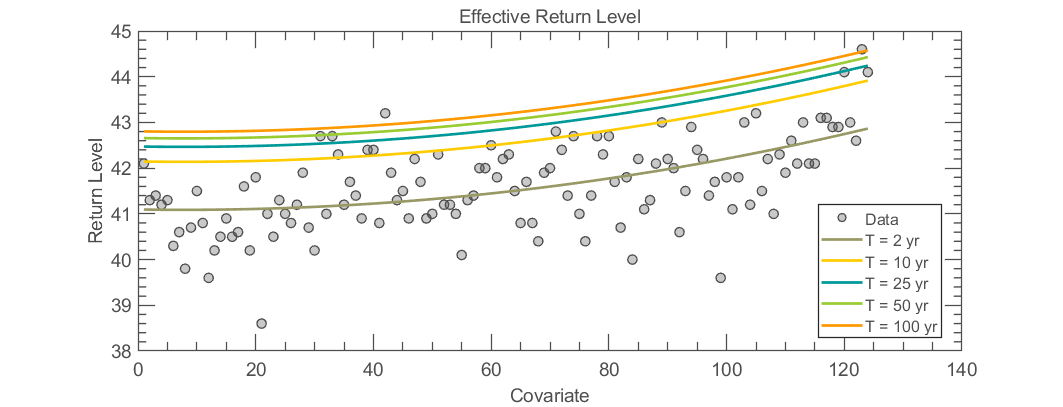 Effective Return Level
45
44
43
42
41
40
39
38
Return Level
0 20 40 60 80 100 120 140
Covariate
Data
T = 2 yr
T = 10 yr
T = 25 yr
T = 50 yr
T = 100 yr